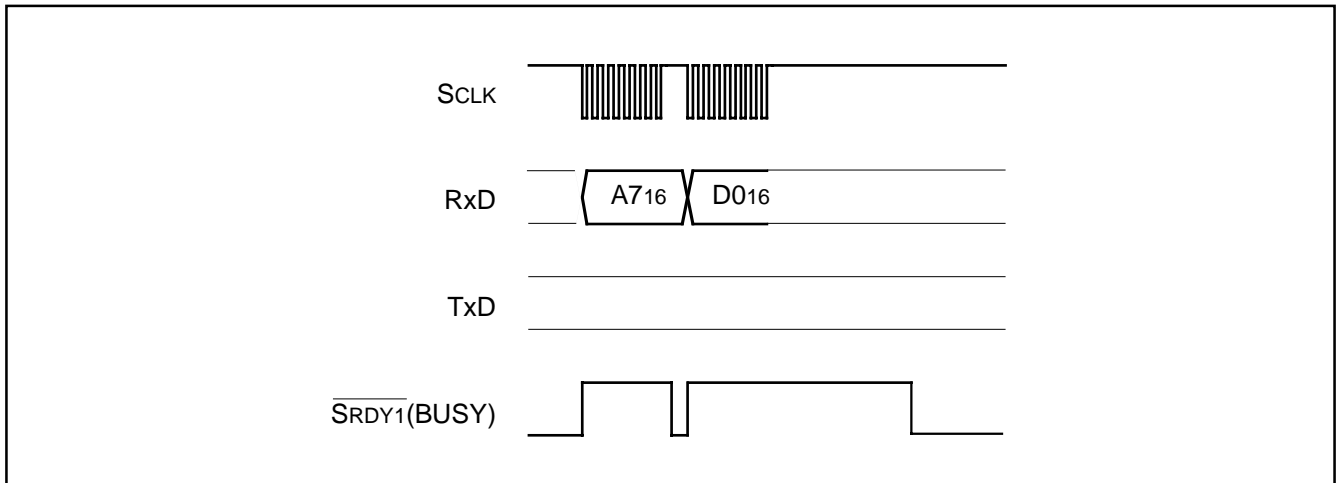 SCLK
RxD
A716
D016
TxD
SRDY1(BUSY)